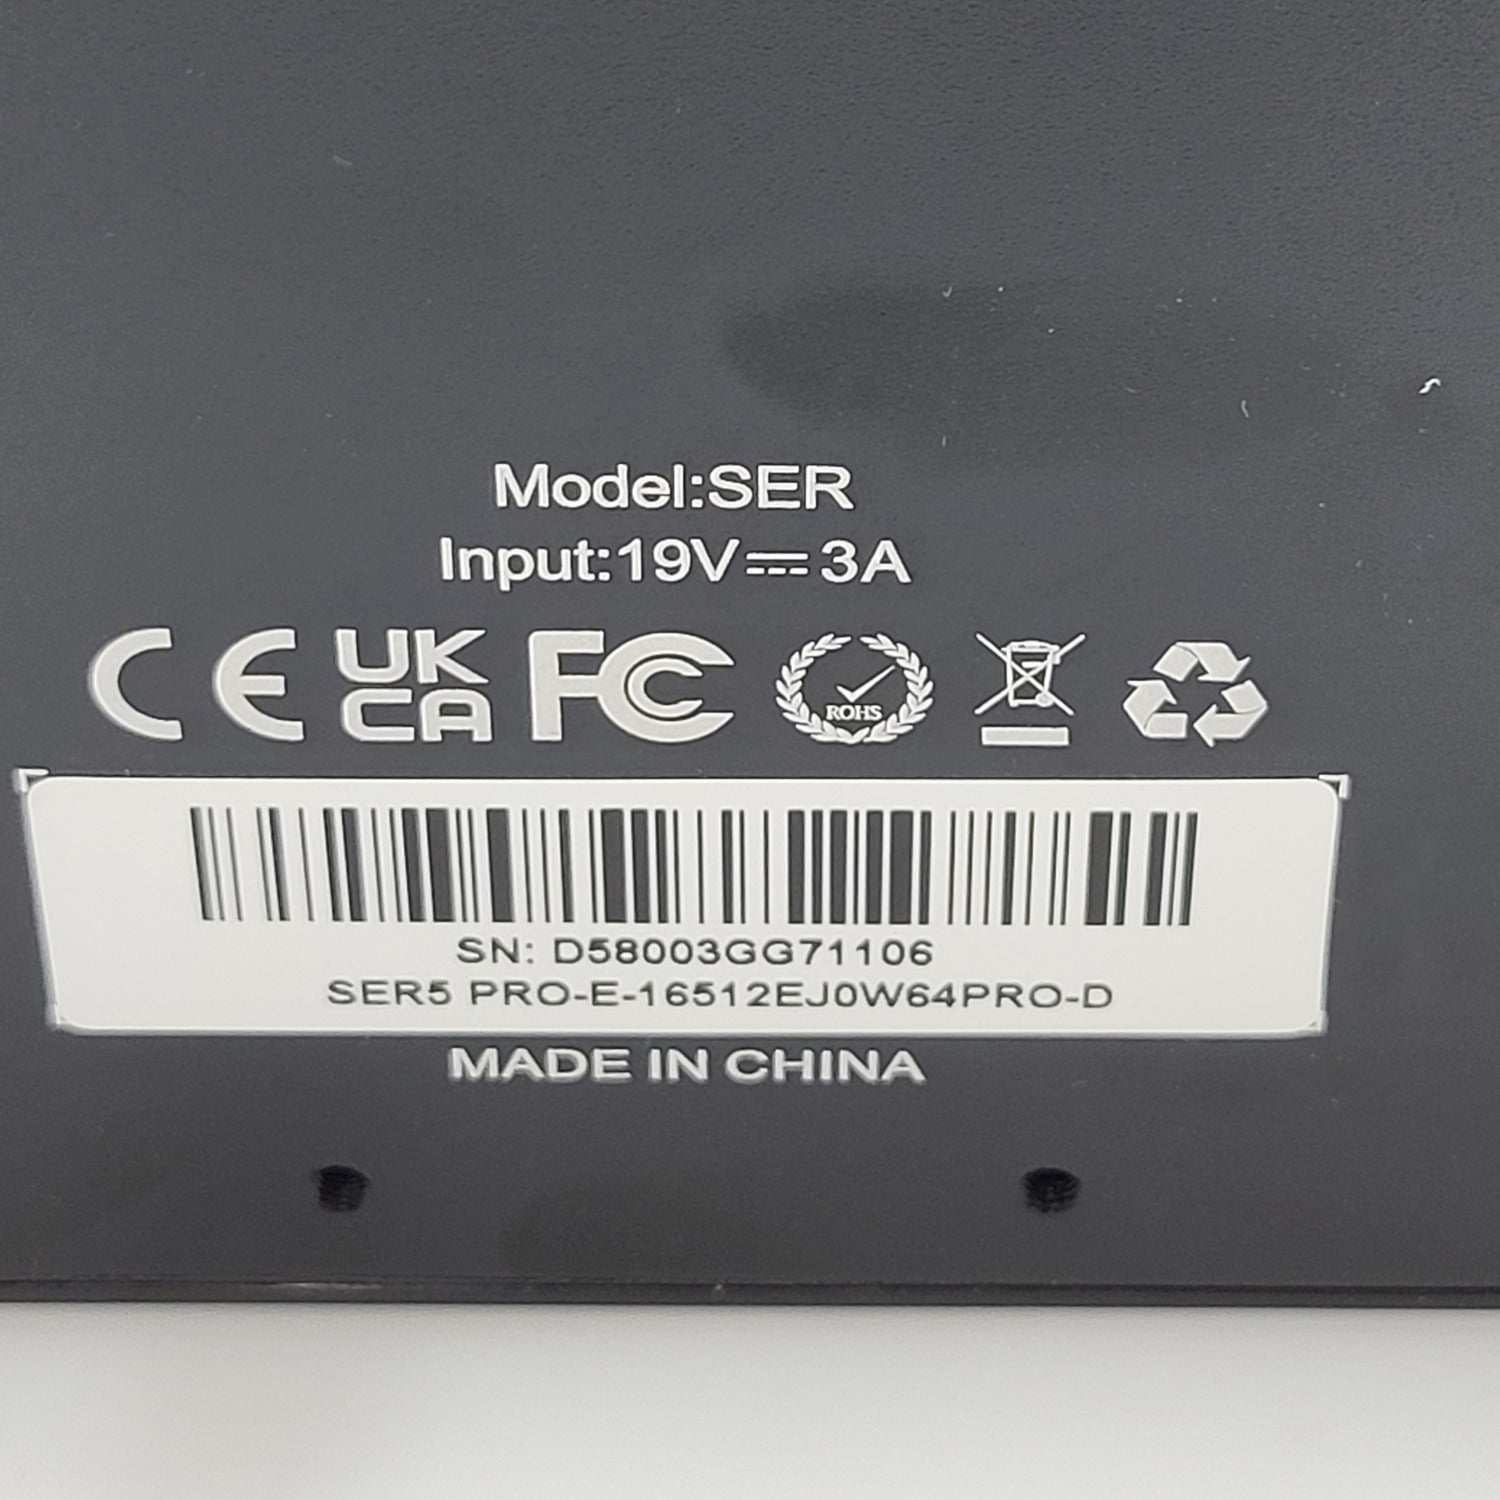 Model:SER
Input:19V⎓3A
CE UK CA FC ROHS
SN: D58003GG71106
SER5 PRO-E-16512EJ0W64PRO-D
MADE IN CHINA